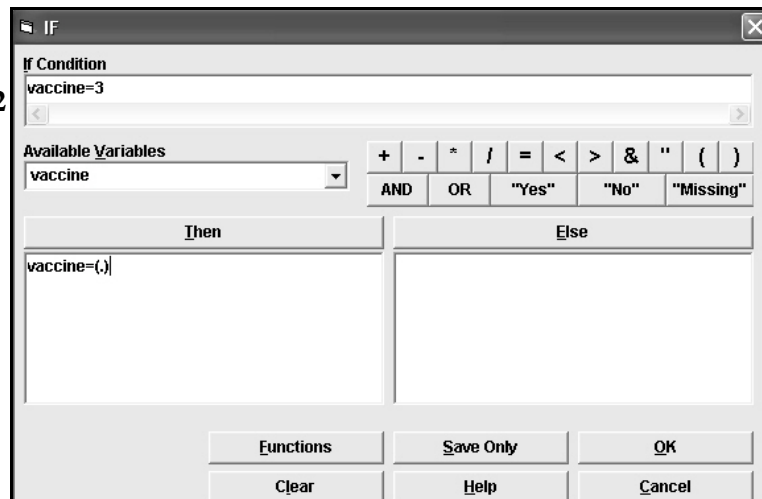 IF
If Condition
2
vaccine=3
Available Variables
vaccine
+ - * / = < > & " ( )
AND OR "Yes" "No" "Missing"
Then Else
vaccine=(.)
Functions Save Only OK
Clear Help Cancel